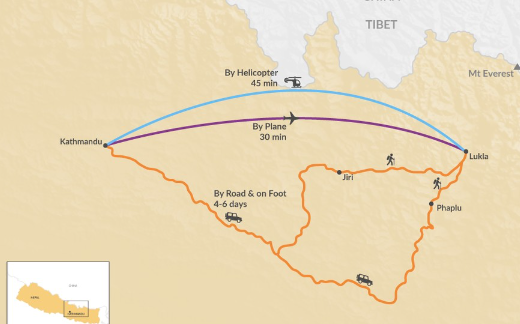 TIBET
Mt Everest
By Helicopter
45 min
By Plane
30 min
Kathmandu
Lukla
Jiri
By Road & on Foot
4-6 days
Phaplu